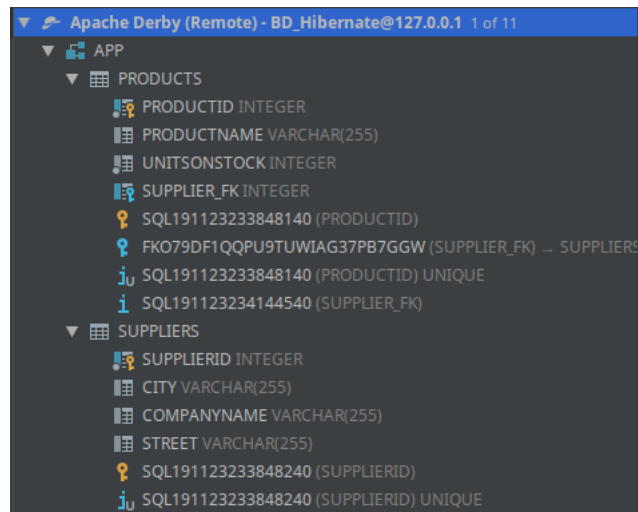 Apache Derby (Remote) - BD_Hibernate@127.0.0.1 1 of 11
APP
PRODUCTS
PRODUCTID INTEGER
PRODUCTNAME VARCHAR(255)
UNITSONSTOCK INTEGER
SUPPLIER_FK INTEGER
SQL191123233848140 (PRODUCTID)
FKO79DF1QQPU9TUWIAG37PB7GGW (SUPPLIER_FK) → SUPPLIERS
SQL191123233848140 (PRODUCTID) UNIQUE
SQL191123234144540 (SUPPLIER_FK)
SUPPLIERS
SUPPLIERID INTEGER
CITY VARCHAR(255)
COMPANYNAME VARCHAR(255)
STREET VARCHAR(255)
SQL191123233848240 (SUPPLIERID)
SQL191123233848240 (SUPPLIERID) UNIQUE